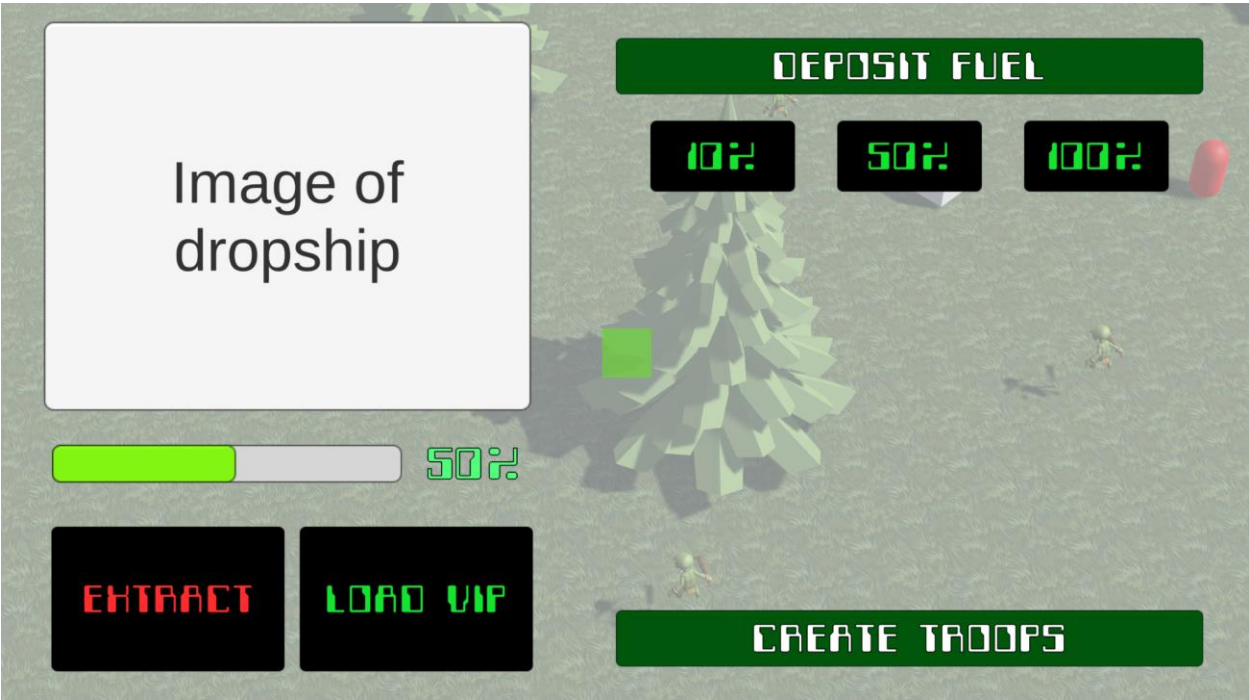 Image of
dropship
50%
EXTRACT
LOAD VIP
DEPOSIT FUEL
10%
50%
100%
CREATE TROOPS